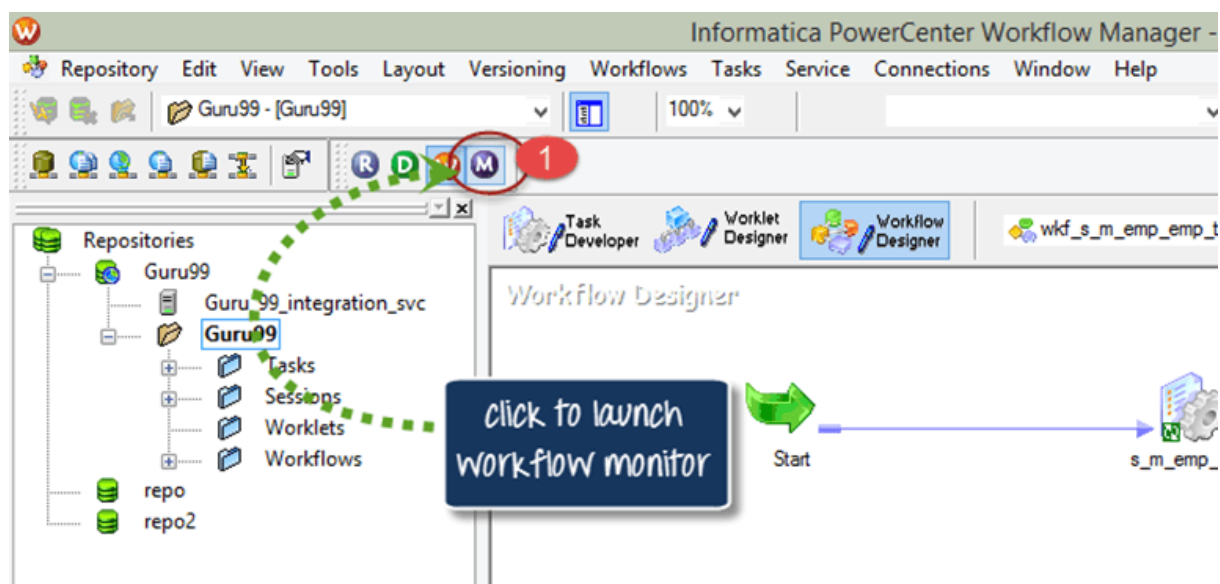 Informatica PowerCenter Workflow Manager -
Repository Edit View Tools Layout Versioning Workflows Tasks Service Connections Window Help
Guru99 - [Guru99]
100%
R D M 1
Repositories
Guru99
Guru_99_integration_svc
Guru99
Tasks
Sessions
Worklets
Workflows
repo
repo2
Task
Developer
Worklet
Designer
Workflow
Designer
wkf_s_m_emp_emp_t
Workflow Designer
click to launch
workflow monitor
Start
s_m_emp_